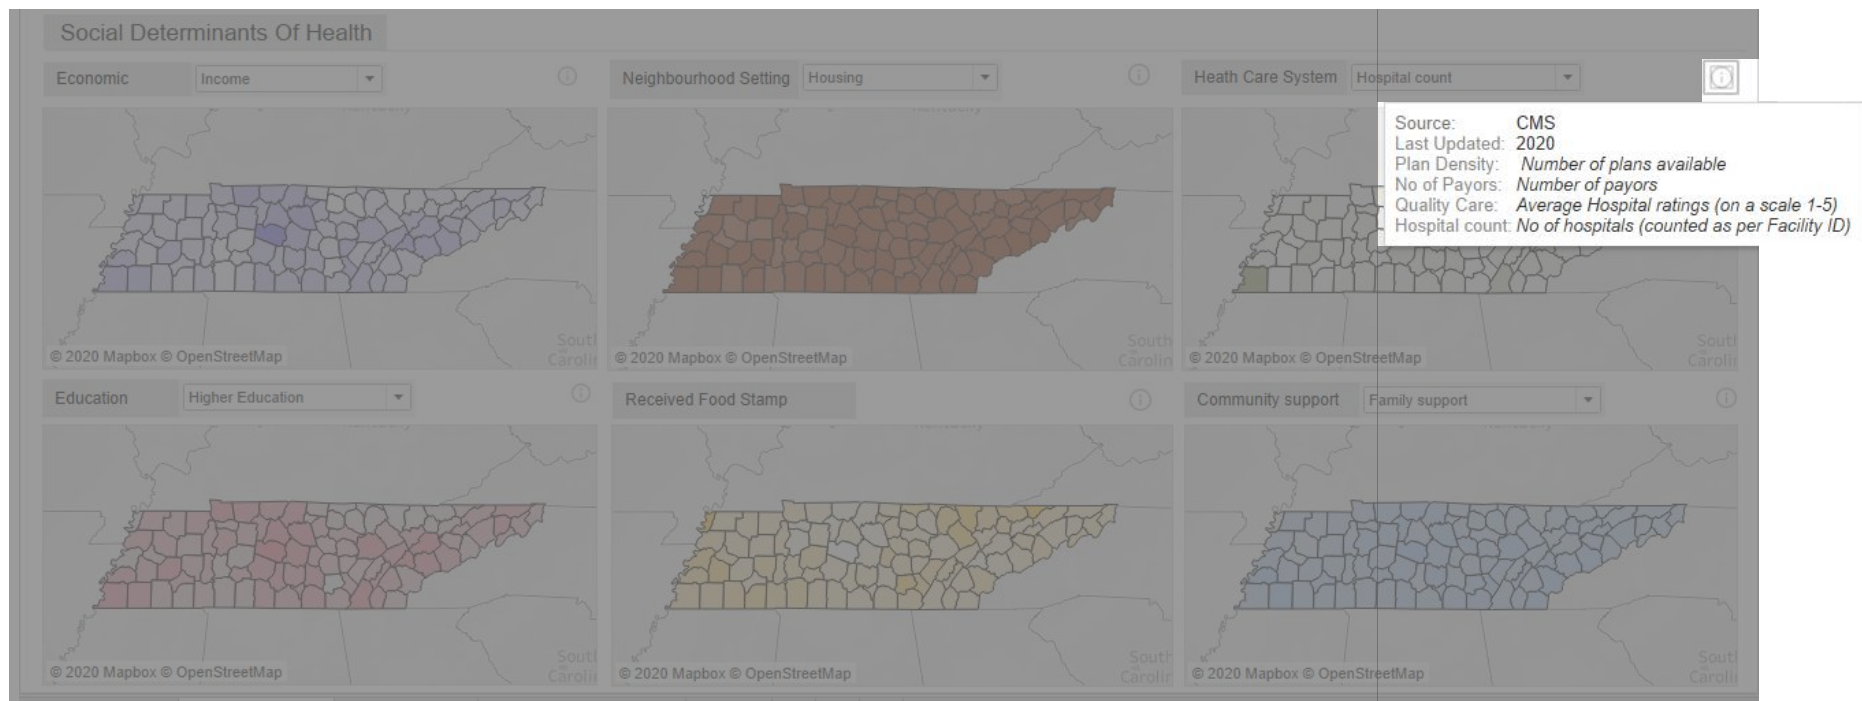 Social Determinants Of Health
Economic Income
Neighbourhood Setting Housing
Heath Care System Hospital count
Source: CMS
Last Updated: 2020
Plan Density: Number of plans available
No of Payors: Number of payors
Quality Care: Average Hospital ratings (on a scale 1-5)
Hospital count: No of hospitals (counted as per Facility ID)
© 2020 Mapbox © OpenStreetMap
© 2020 Mapbox © OpenStreetMap
© 2020 Mapbox © OpenStreetMap
Education Higher Education
Received Food Stamp
Community support Family support
© 2020 Mapbox © OpenStreetMap
© 2020 Mapbox © OpenStreetMap
© 2020 Mapbox © OpenStreetMap